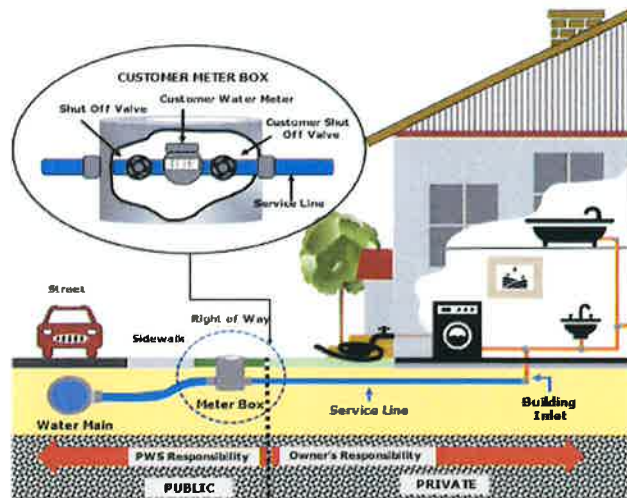 CUSTOMER METER BOX
Customer Water Meter
Shut Off Valve
Customer Shut
Off Valve
Service Line
Street
Right of Way
Sidewalk
Meter Box
Service Line
Building
Inlet
Water Main
PWS Responsibility
Owner's Responsibility
PUBLIC
PRIVATE